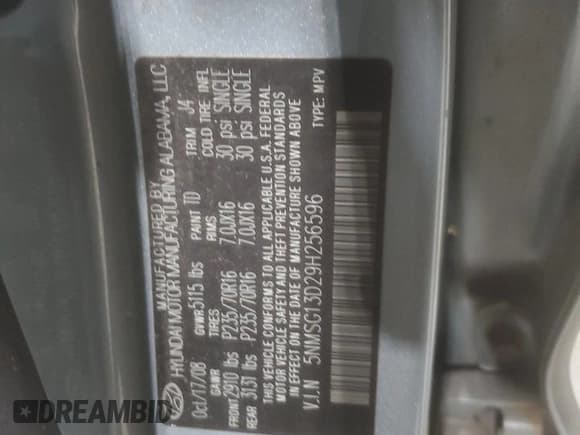 MANUFACTURED BY
HYUNDAI MOTOR MANUFACTURING ALABAMA, LLC
Oct/17/08 GVWR 5115 lbs PAINT TD TRIM J4
GAWR TIRES RIMS COLD TIRE INFL
FRONT 2910 lbs P235/70R16 7.0JX16 30 psi SINGLE
REAR 3131 lbs P235/70R16 7.0JX16 30 psi SINGLE
THIS VEHICLE CONFORMS TO ALL APPLICABLE U.S.A. FEDERAL
MOTOR VEHICLE SAFETY AND THEFT PREVENTION STANDARDS
IN EFFECT ON THE DATE OF MANUFACTURE SHOWN ABOVE
V.I.N 5NMSG13D29H256596 TYPE: MPV
DREAMBID